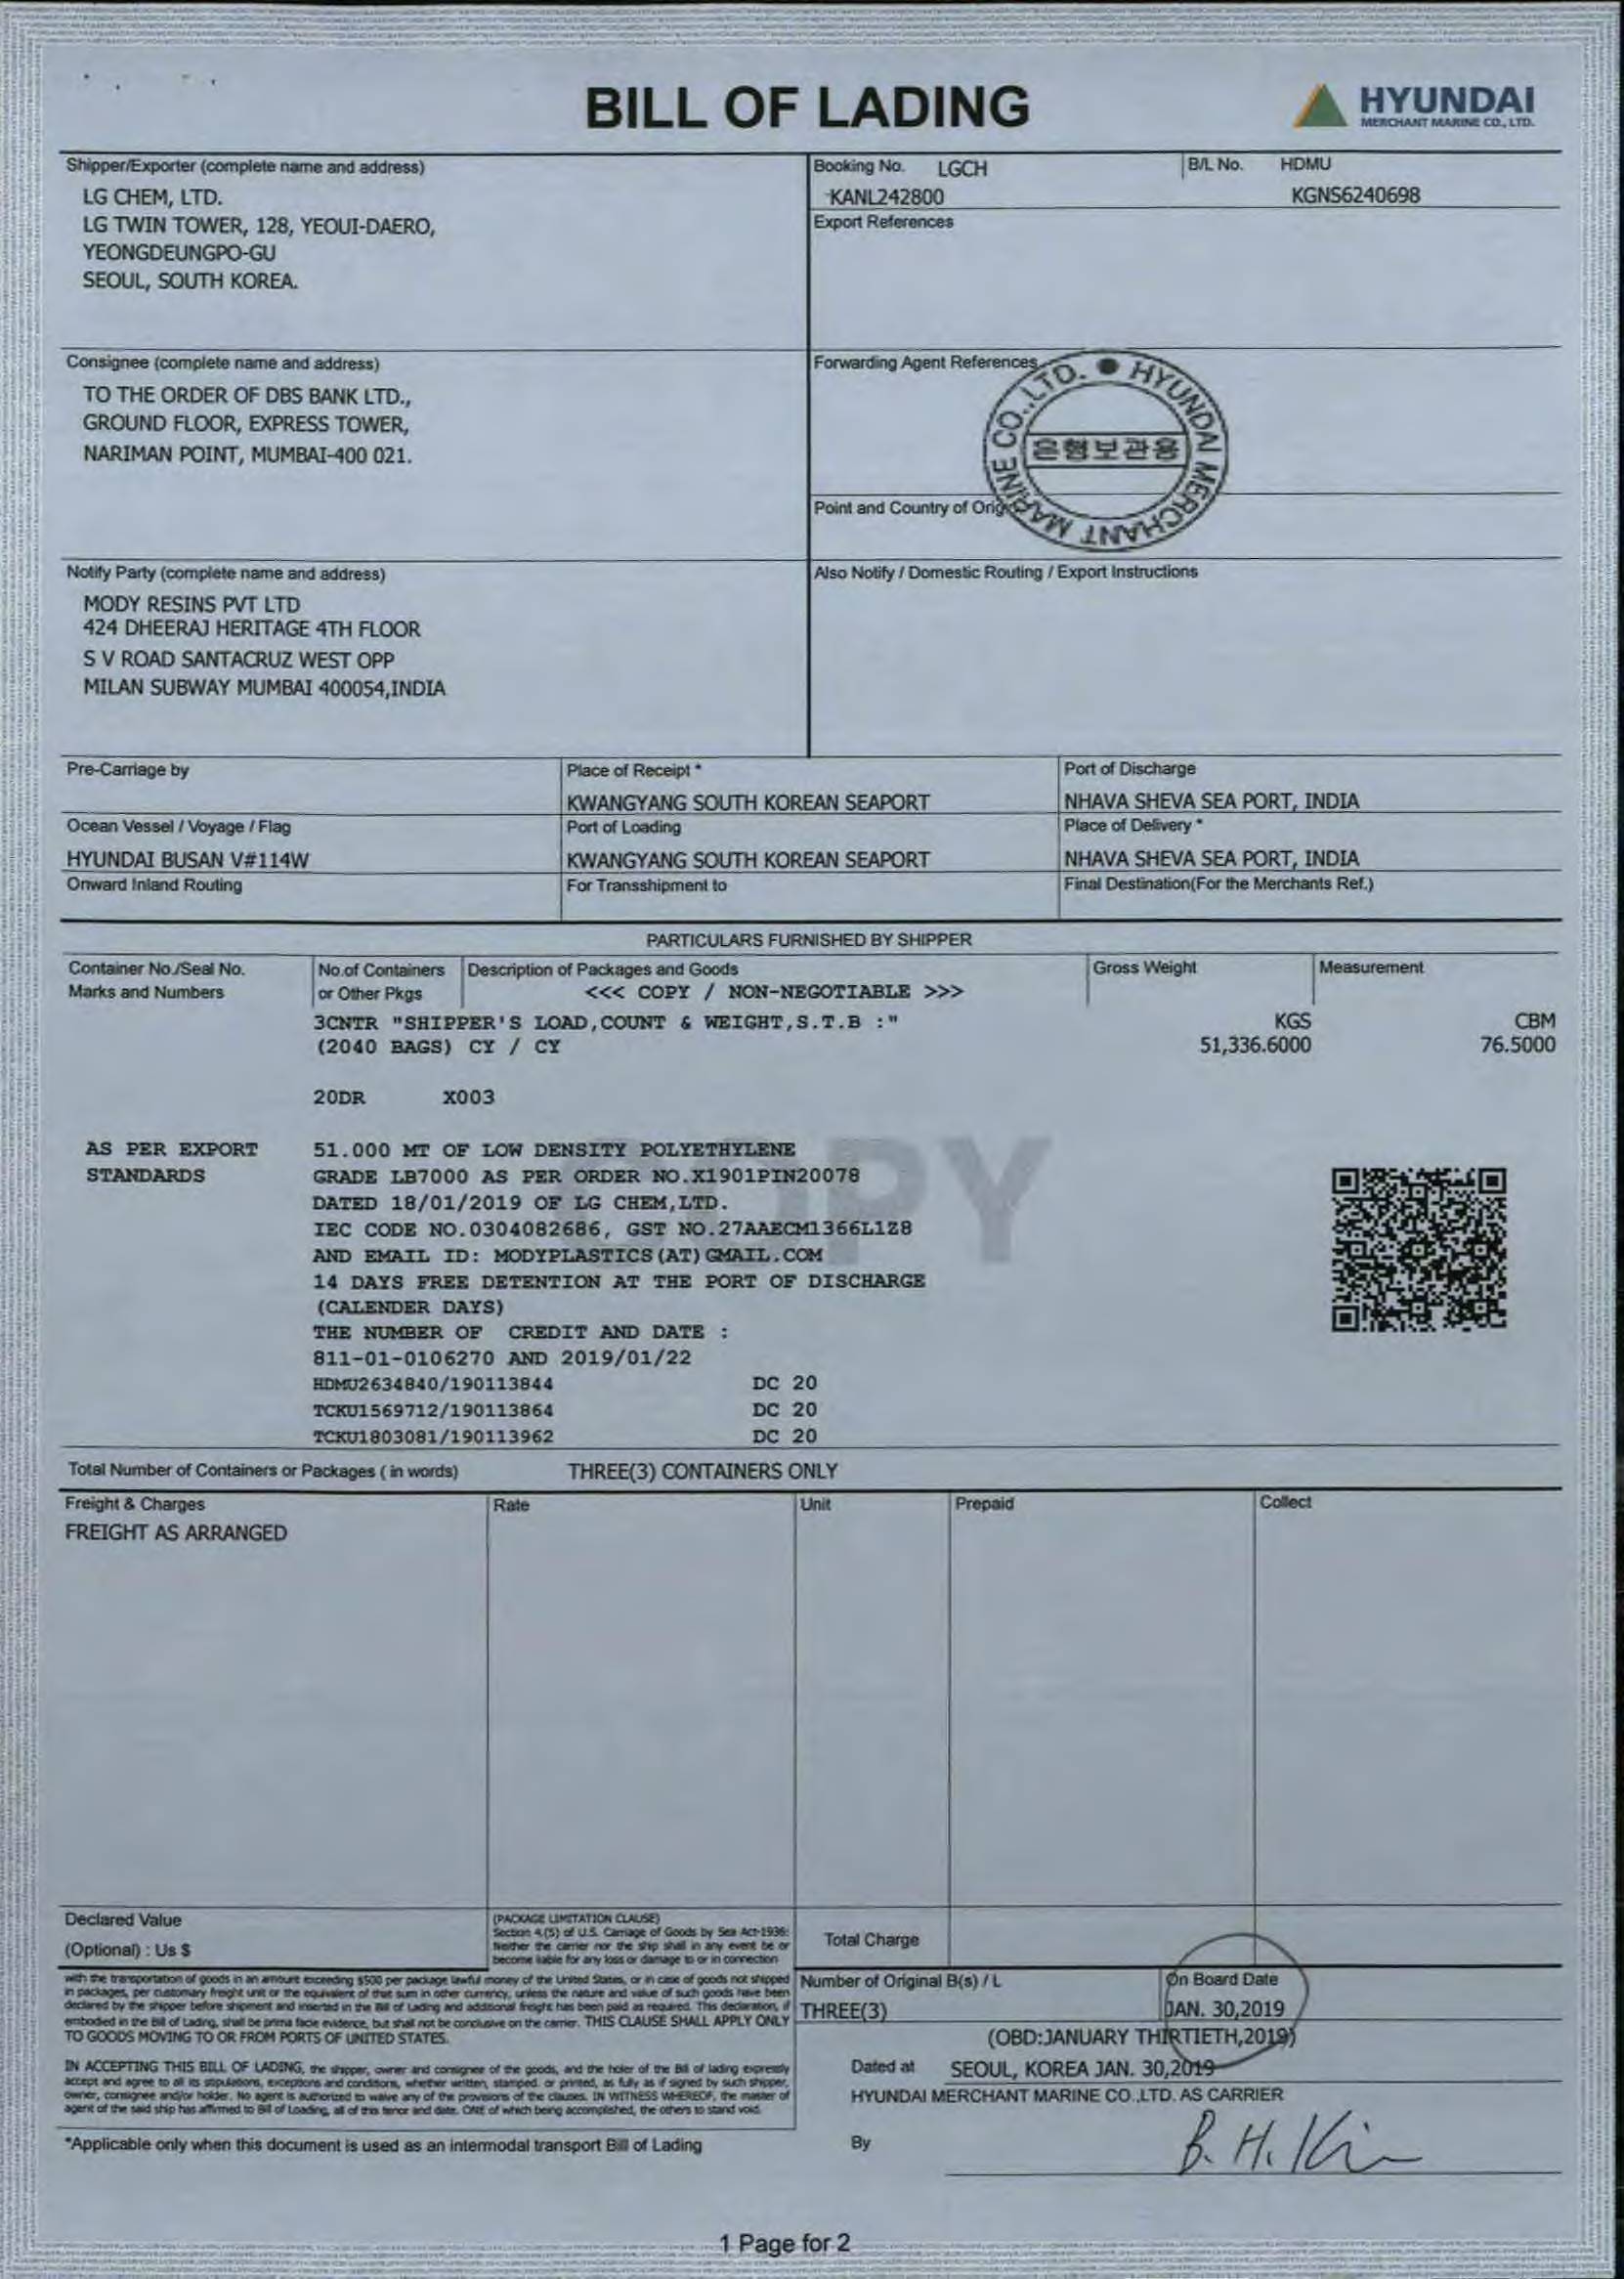 BILL OF LADING
HYUNDAI
MERCHANT MARINE CO., LTD.
Shipper/Exporter (complete name and address)
LG CHEM, LTD.
LG TWIN TOWER, 128, YEOUI-DAERO,
YEONGDEUNGPO-GU
SEOUL, SOUTH KOREA.
Booking No. LGCH
KANL242800
B/L No. HDMU
KGNS6240698
Export References
Consignee (complete name and address)
TO THE ORDER OF DBS BANK LTD.,
GROUND FLOOR, EXPRESS TOWER,
NARIMAN POINT, MUMBAI-400 021.
Forwarding Agent References
HYUNDAI MERCHANT MARINE CO.,LTD.
은행보관용
Point and Country of Orig
Notify Party (complete name and address)
MODY RESINS PVT LTD
424 DHEERAJ HERITAGE 4TH FLOOR
S V ROAD SANTACRUZ WEST OPP
MILAN SUBWAY MUMBAI 400054,INDIA
Also Notify / Domestic Routing / Export Instructions
Pre-Carriage by
Place of Receipt *
KWANGYANG SOUTH KOREAN SEAPORT
Port of Discharge
NHAVA SHEVA SEA PORT, INDIA
Ocean Vessel / Voyage / Flag
HYUNDAI BUSAN V#114W
Port of Loading
KWANGYANG SOUTH KOREAN SEAPORT
Place of Delivery *
NHAVA SHEVA SEA PORT, INDIA
Onward Inland Routing
For Transshipment to
Final Destination(For the Merchants Ref.)
PARTICULARS FURNISHED BY SHIPPER
Container No./Seal No.
Marks and Numbers
No.of Containers
or Other Pkgs
Description of Packages and Goods
<<< COPY / NON-NEGOTIABLE >>>
Gross Weight
Measurement
3CNTR "SHIPPER'S LOAD,COUNT & WEIGHT,S.T.B :"
(2040 BAGS) CY / CY
KGS
51,336.6000
CBM
76.5000
20DR X003
COPY
AS PER EXPORT
STANDARDS
51.000 MT OF LOW DENSITY POLYETHYLENE
GRADE LB7000 AS PER ORDER NO.X1901PIN20078
DATED 18/01/2019 OF LG CHEM,LTD.
IEC CODE NO.0304082686, GST NO.27AAECM1366L1Z8
AND EMAIL ID: MODYPLASTICS(AT)GMAIL.COM
14 DAYS FREE DETENTION AT THE PORT OF DISCHARGE
(CALENDER DAYS)
THE NUMBER OF CREDIT AND DATE :
811-01-0106270 AND 2019/01/22
HDMU2634840/190113844 DC 20
TCKU1569712/190113864 DC 20
TCKU1803081/190113962 DC 20
Total Number of Containers or Packages ( in words) THREE(3) CONTAINERS ONLY
Freight & Charges
Rate
Unit
Prepaid
Collect
FREIGHT AS ARRANGED
Declared Value
(Optional) : Us $
(PACKAGE LIMITATION CLAUSE)
Section 4.(5) of U.S. Carriage of Goods by Sea Act-1936:
Neither the carrier nor the ship shall in any event be or
become liable for any loss or damage to or in connection
with the transportation of goods in an amount exceeding $500 per package lawful money of the United States, or in case of goods not shipped
in packages, per customary freight unit or the equivalent of that sum in other currency, unless the nature and value of such goods have been
declared by the shipper before shipment and inserted in the Bill of Lading and additional freight has been paid as required. This declaration, if
embodied in the Bill of Lading, shall be prima facie evidence, but shall not be conclusive on the carrier. THIS CLAUSE SHALL APPLY ONLY
TO GOODS MOVING TO OR FROM PORTS OF UNITED STATES.
IN ACCEPTING THIS BILL OF LADING, the shipper, owner and consignee of the goods, and the holer of the Bill of lading expressly
accept and agree to all its stipulations, exceptions and conditions, whether written, stamped. or printed, as fully as if signed by such shipper,
owner, consignee and/or holder. No agent is authorized to waive any of the provisions of the clauses. IN WITNESS WHEREOF, the master of
agent of the said ship has affirmed to Bill of Loading, all of this tenor and date. ONE of which being accomplished, the others to stand void.
*Applicable only when this document is used as an intermodal transport Bill of Lading
Total Charge
Number of Original B(s) / L
THREE(3)
On Board Date
JAN. 30,2019
(OBD:JANUARY THIRTIETH,2019)
Dated at SEOUL, KOREA JAN. 30,2019
HYUNDAI MERCHANT MARINE CO.,LTD. AS CARRIER
By B. H. Kim
1 Page for 2